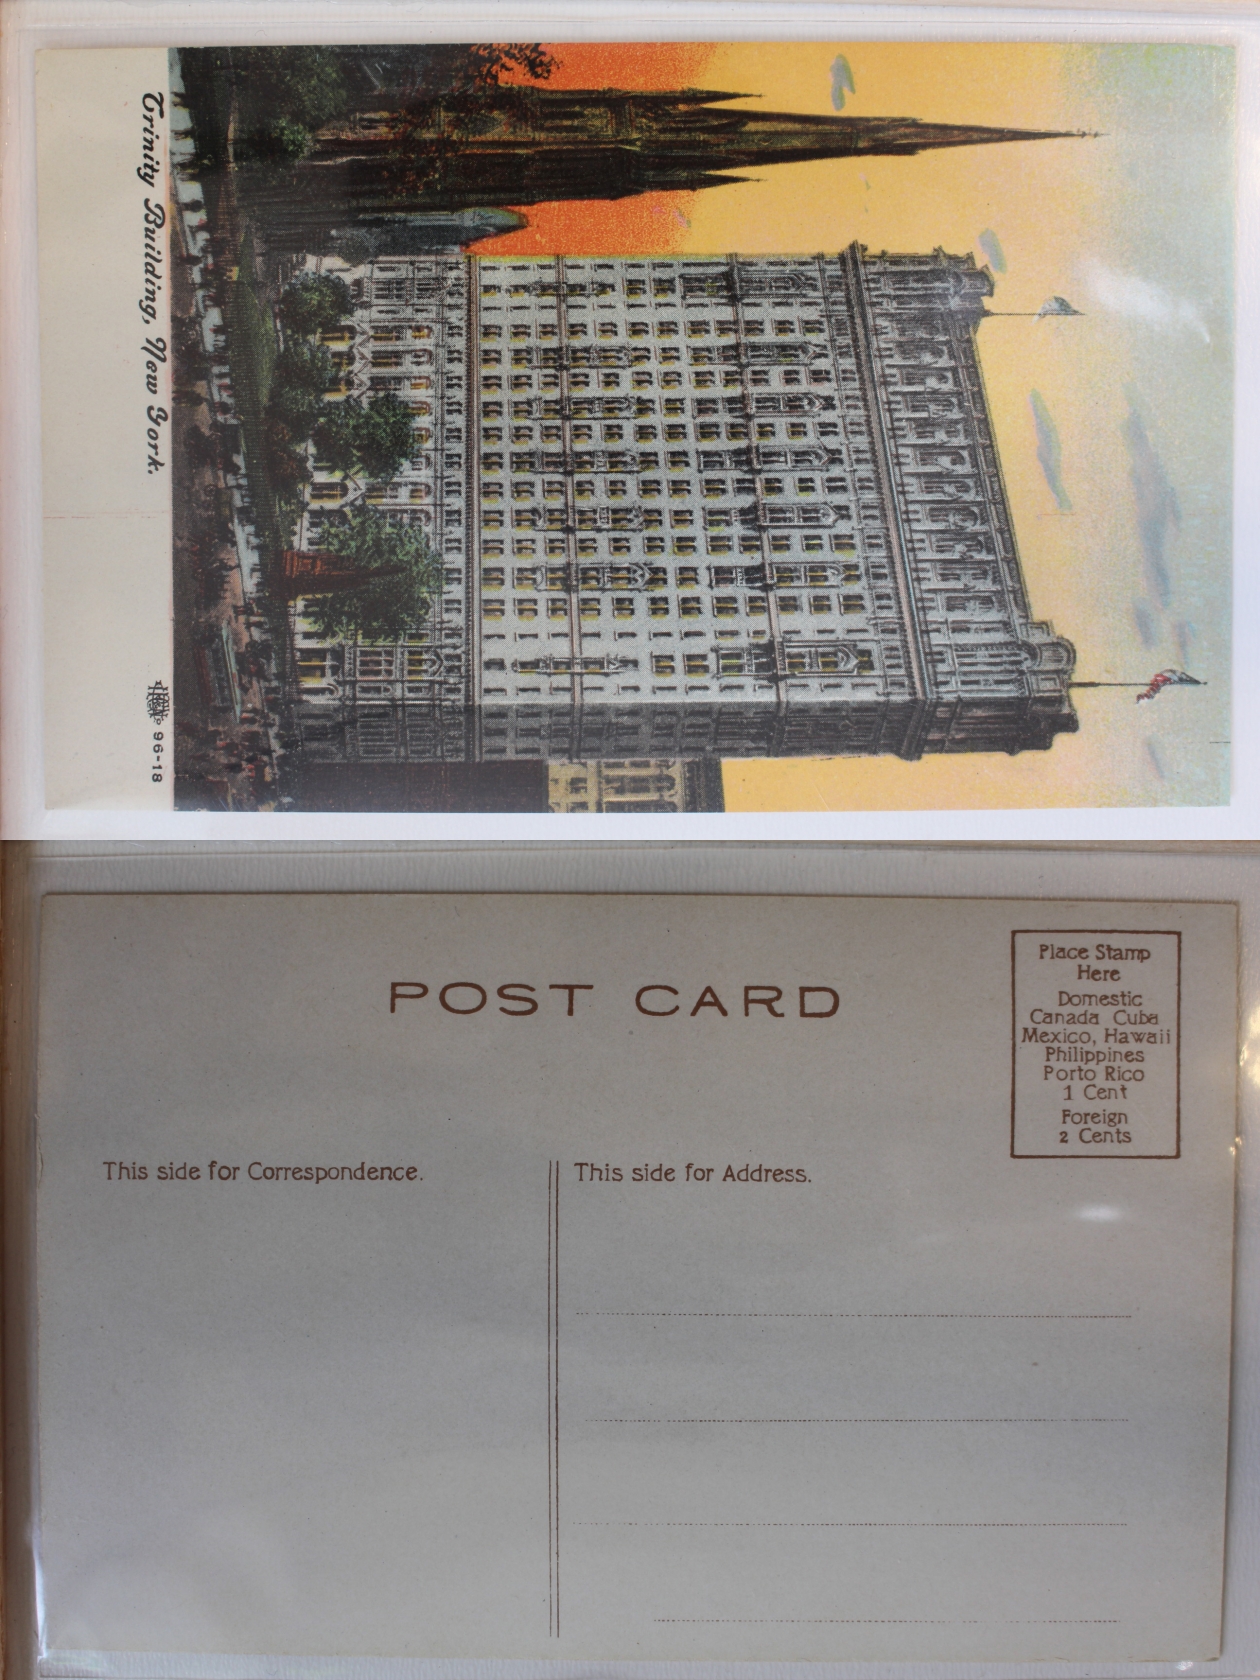 Trinity Building, New York.
96-18
POST CARD
Place Stamp
Here
Domestic
Canada Cuba
Mexico, Hawaii
Philippines
Porto Rico
1 Cent
Foreign
2 Cents
This side for Correspondence.
This side for Address.